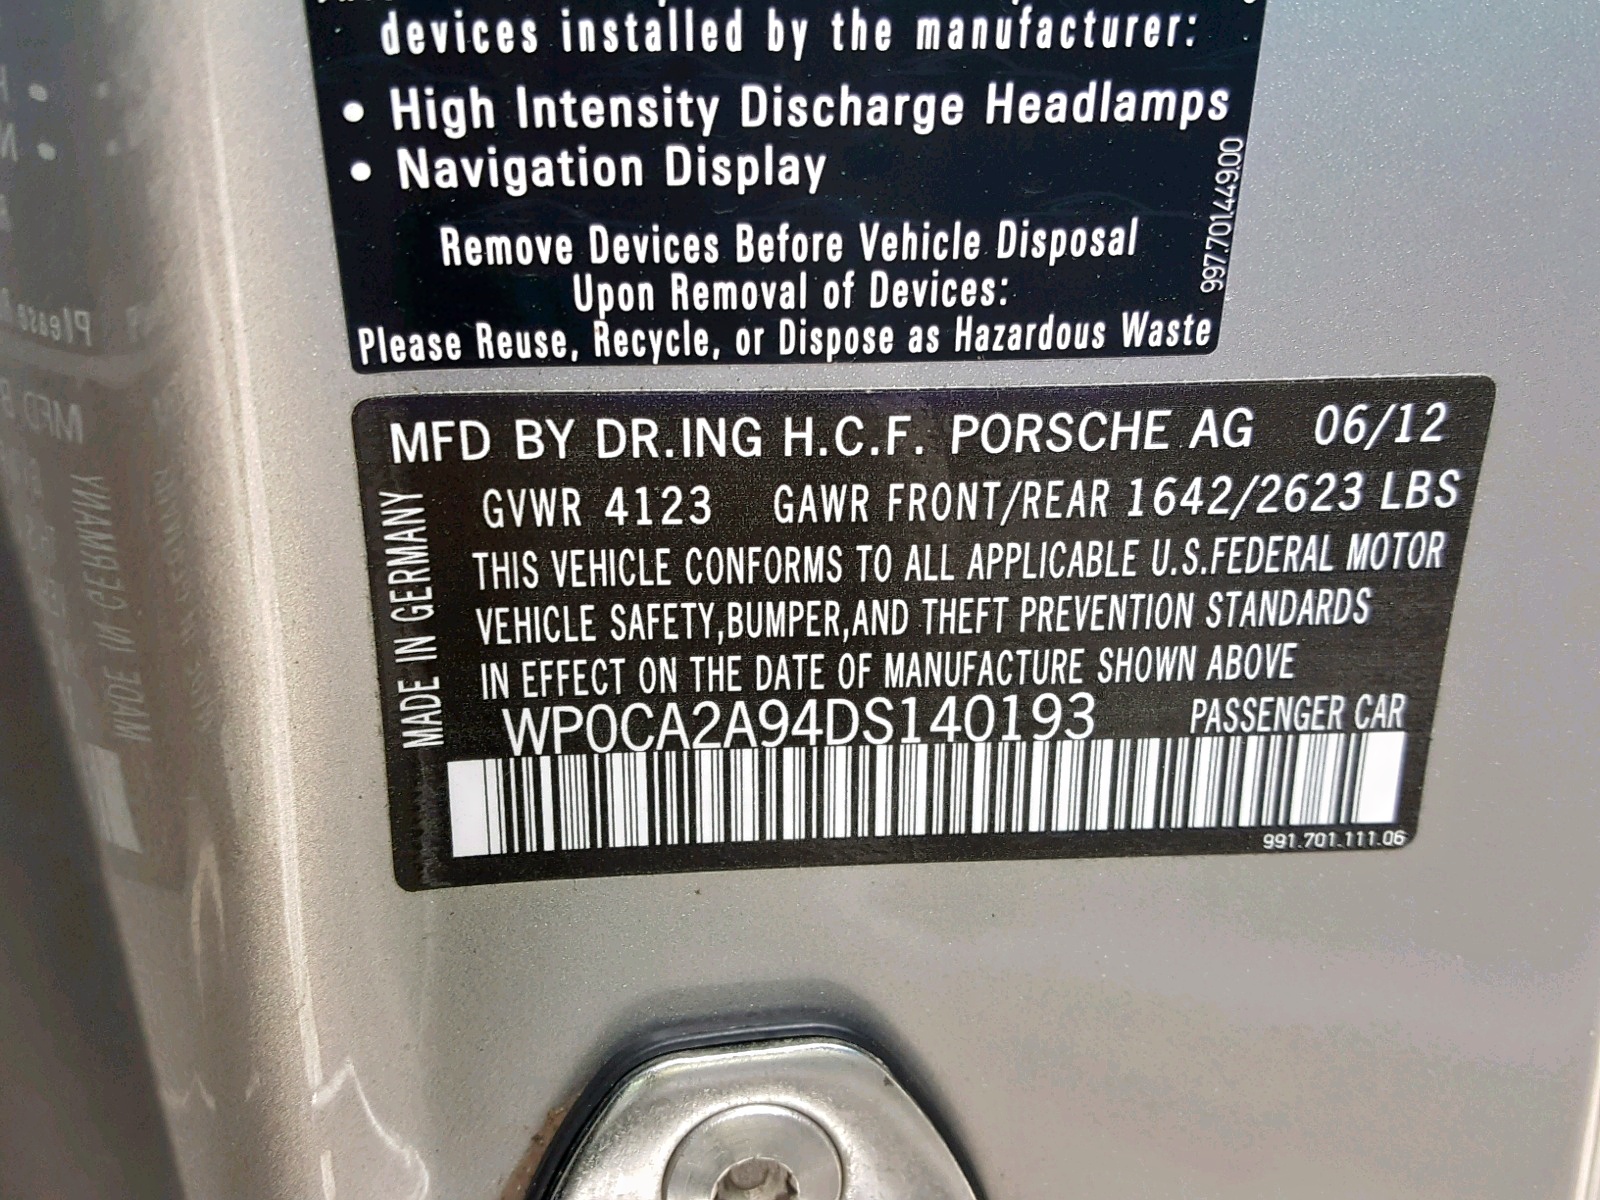 devices installed by the manufacturer:
• High Intensity Discharge Headlamps
• Navigation Display
Remove Devices Before Vehicle Disposal
Upon Removal of Devices:
Please Reuse, Recycle, or Dispose as Hazardous Waste
997.701.449.00
MFD BY DR.ING H.C.F. PORSCHE AG 06/12
GVWR 4123 GAWR FRONT/REAR 1642/2623 LBS
THIS VEHICLE CONFORMS TO ALL APPLICABLE U.S.FEDERAL MOTOR
VEHICLE SAFETY,BUMPER,AND THEFT PREVENTION STANDARDS
IN EFFECT ON THE DATE OF MANUFACTURE SHOWN ABOVE
WP0CA2A94DS140193 PASSENGER CAR
MADE IN GERMANY
991.701.111.06